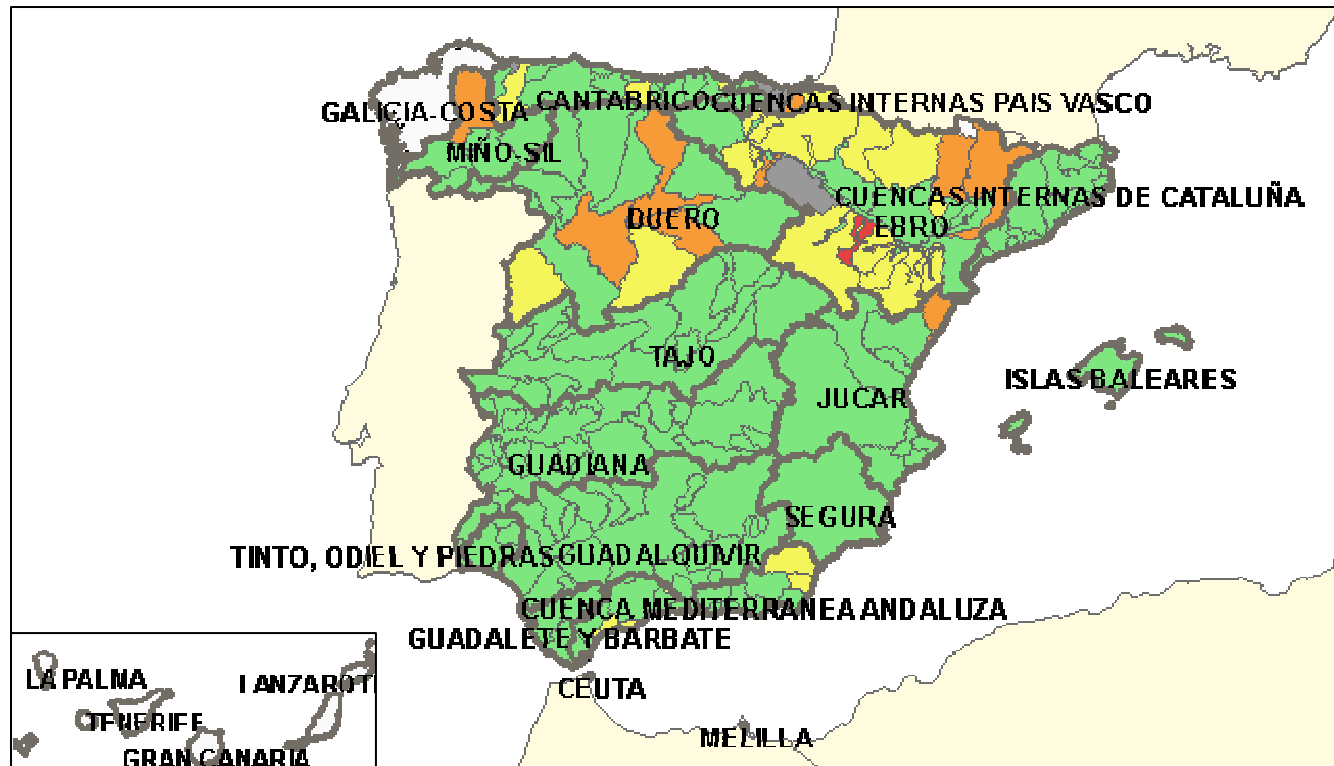 CANTABRICO
CUENCAS INTERNAS PAIS VASCO
GALICIA-COSTA
MIÑO-SIL
CUENCAS INTERNAS DE CATALUÑA
DUERO
EBRO
TAJO
ISLAS BALEARES
JUCAR
GUADIANA
SEGURA
TINTO, ODIEL Y PIEDRAS
GUADALQUIVIR
CUENCA MEDITERRANEA ANDALUZA
GUADALETE Y BARBATE
CEUTA
MELILLA
LA PALMA
LANZAROT
TENERIFE
GRAN CANARIA